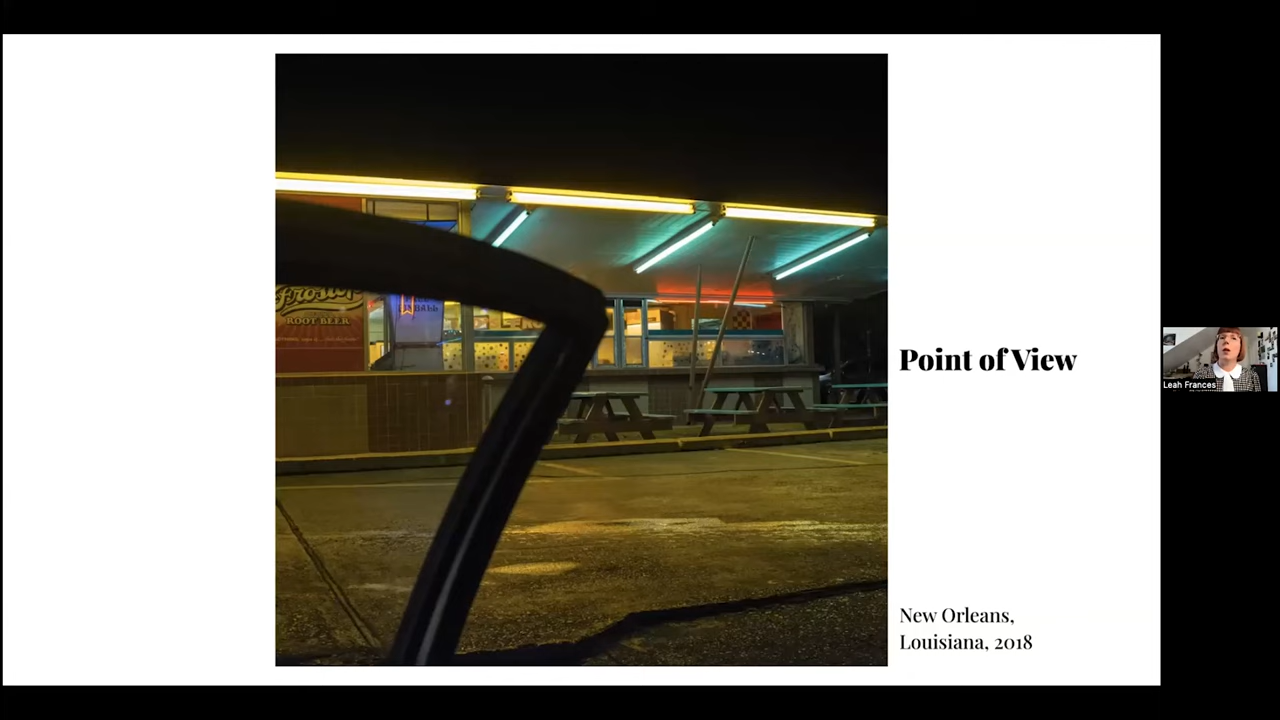 Frostop
ROOT BEER
Point of View
New Orleans,
Louisiana, 2018
Leah Frances